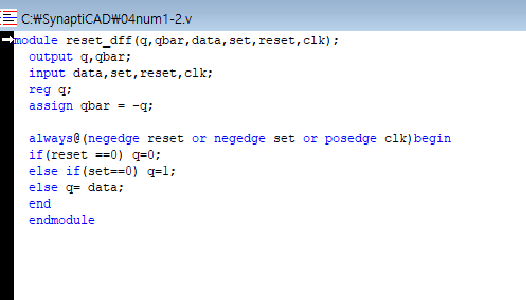 C:₩SynaptiCAD₩04num1-2.v
module reset_dff(q,qbar,data,set,reset,clk);
output q,qbar;
input data,set,reset,clk;
reg q;
assign qbar = ~q;
always@(negedge reset or negedge set or posedge clk)begin
if(reset ==0) q=0;
else if(set==0) q=1;
else q= data;
end
endmodule